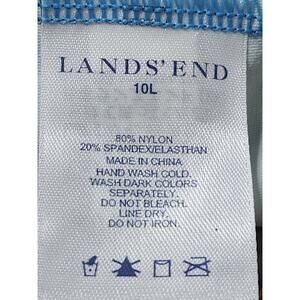 LANDS' END
10L
80% NYLON
20% SPANDEX/ELASTHAN
MADE IN CHINA
HAND WASH COLD.
WASH DARK COLORS
SEPARATELY.
DO NOT BLEACH.
LINE DRY.
DO NOT IRON.